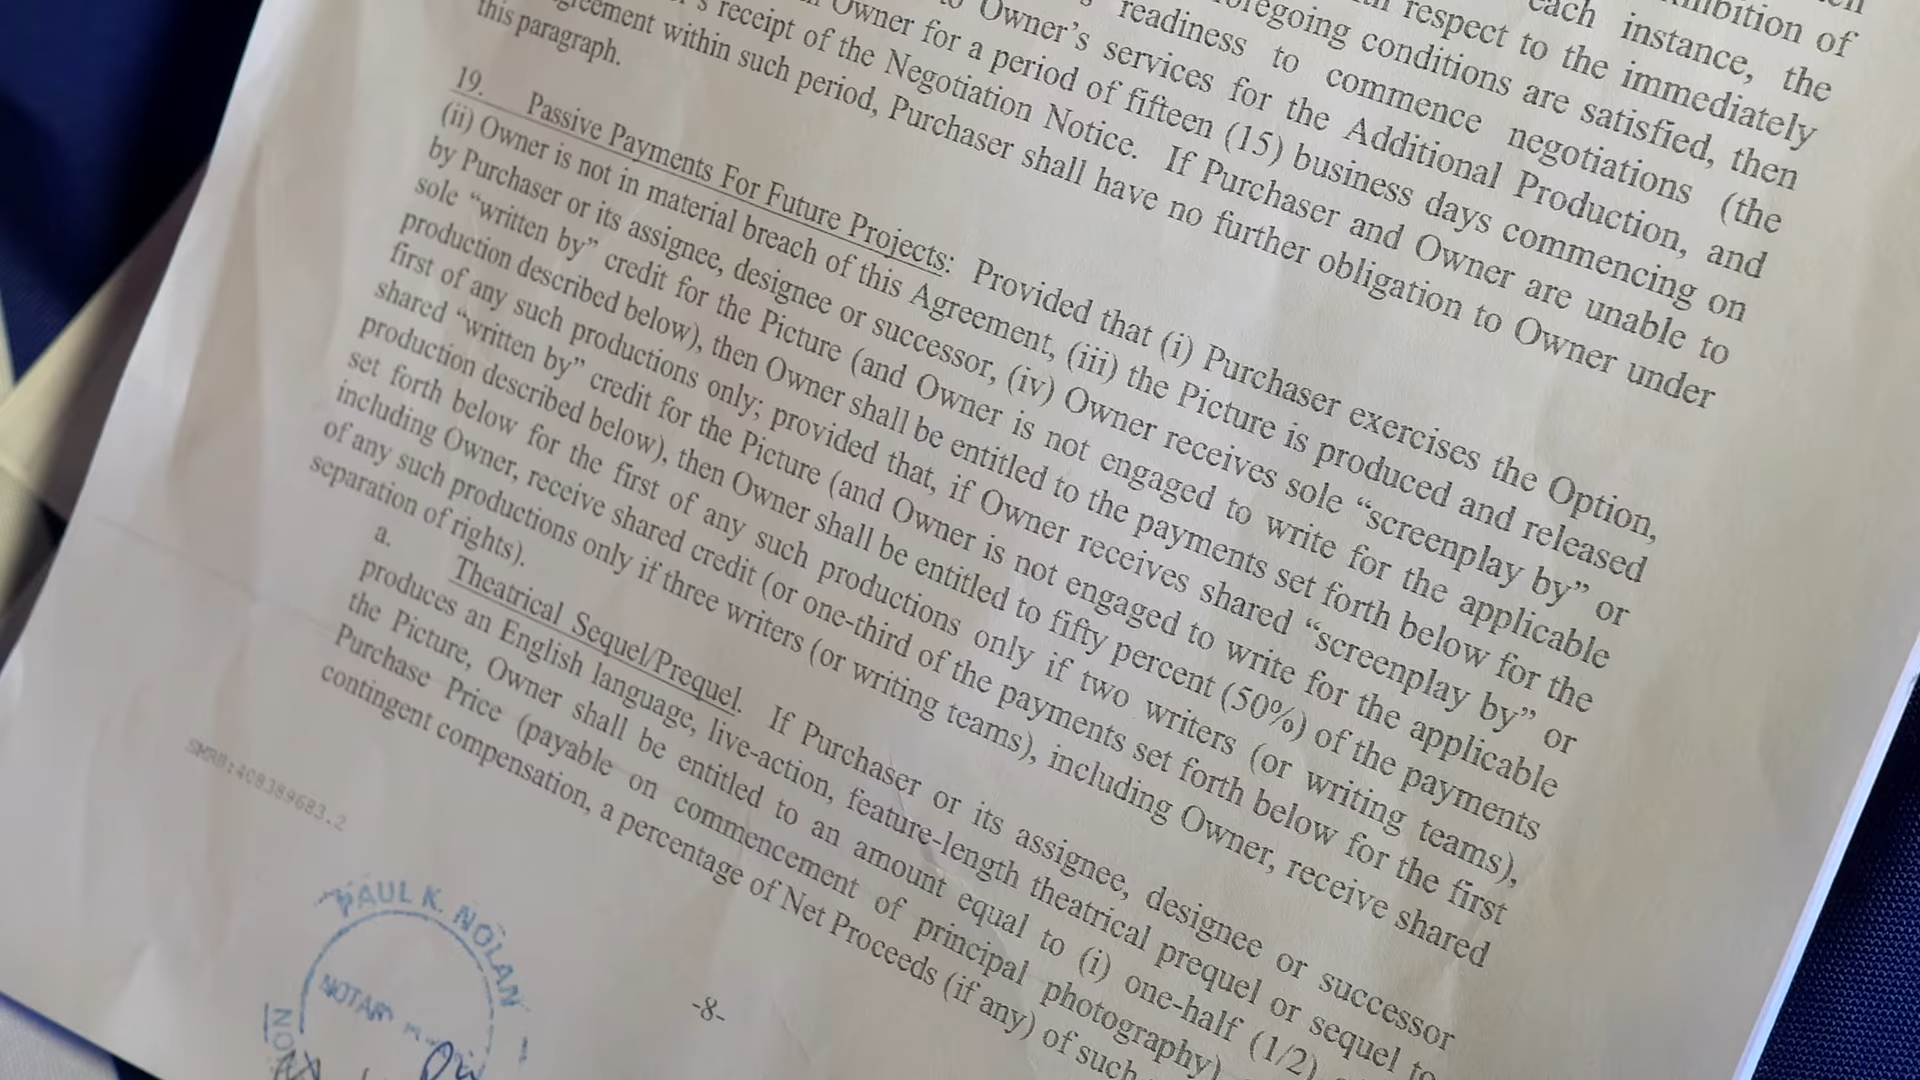 of
each instance, the
respect to the immediately
foregoing conditions are satisfied, then
readiness to commence negotiations (the
Owner's services for the Additional Production, and
Owner for a period of fifteen (15) business days commencing on
receipt of the Negotiation Notice. If Purchaser and Owner are unable to
agreement within such period, Purchaser shall have no further obligation to Owner under
this paragraph.
19. Passive Payments For Future Projects: Provided that (i) Purchaser exercises the Option,
(ii) Owner is not in material breach of this Agreement, (iii) the Picture is produced and released
by Purchaser or its assignee, designee or successor, (iv) Owner receives sole “screenplay by” or
sole “written by” credit for the Picture (and Owner is not engaged to write for the applicable
production described below), then Owner shall be entitled to the payments set forth below for the
first of any such productions only; provided that, if Owner receives shared “screenplay by” or
shared “written by” credit for the Picture (and Owner is not engaged to write for the applicable
production described below), then Owner shall be entitled to fifty percent (50%) of the payments
set forth below for the first of any such productions only if two writers (or writing teams),
including Owner, receive shared credit (or one-third of the payments set forth below for the first
of any such productions only if three writers (or writing teams), including Owner, receive shared
separation of rights).
a. Theatrical Sequel/Prequel. If Purchaser or its assignee, designee or successor
produces an English language, live-action, feature-length theatrical prequel or sequel to
the Picture, Owner shall be entitled to an amount equal to (i) one-half (1/2)
Purchase Price (payable on commencement of principal photography)
contingent compensation, a percentage of Net Proceeds (if any) of such
SMRH:408389683.2
-8-
PAUL K. NOLAN